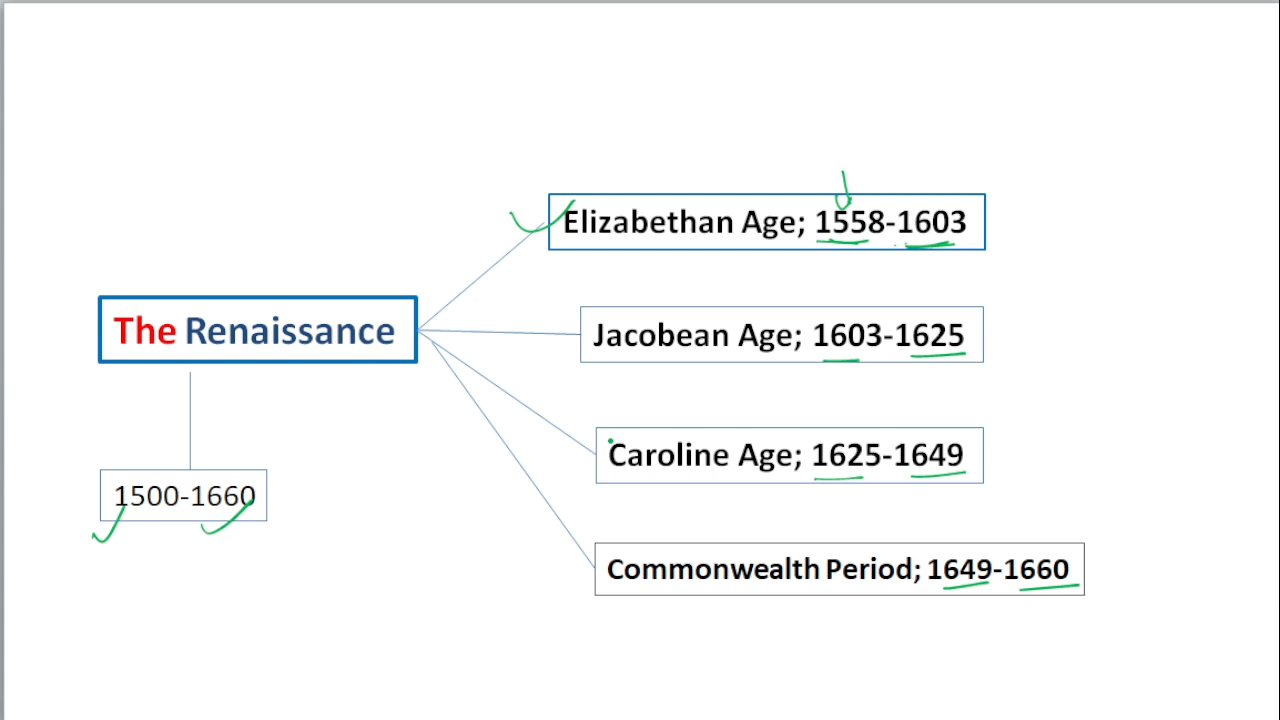 Elizabethan Age; 1558-1603
The Renaissance
Jacobean Age; 1603-1625
Caroline Age; 1625-1649
1500-1660
Commonwealth Period; 1649-1660